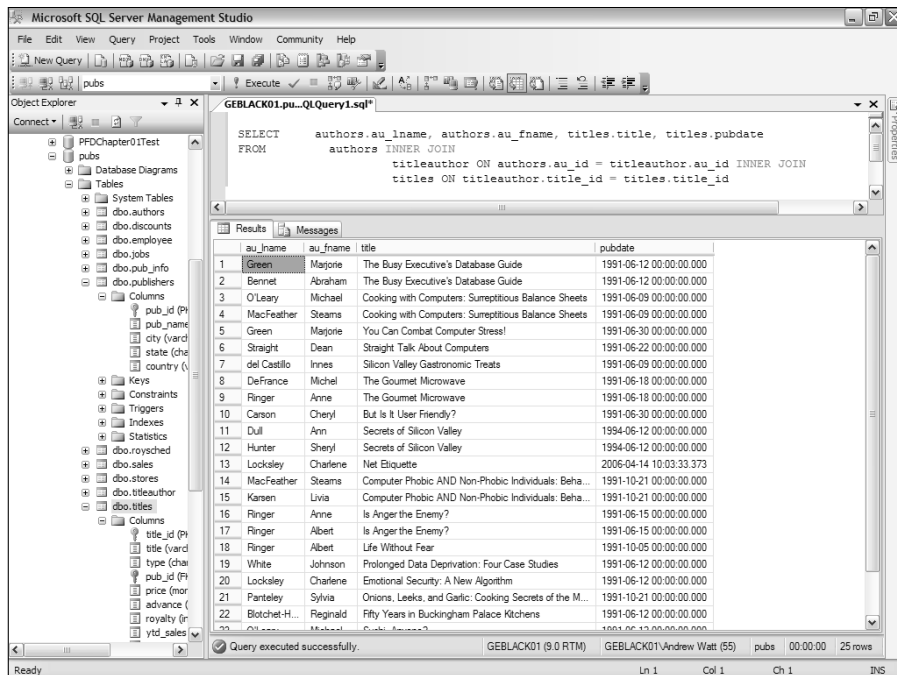 Microsoft SQL Server Management Studio
File Edit View Query Project Tools Window Community Help
New Query
pubs
Execute
Object Explorer
Connect
PFDChapter01Test
pubs
Database Diagrams
Tables
System Tables
dbo.authors
dbo.discounts
dbo.employee
dbo.jobs
dbo.pub_info
dbo.publishers
Columns
pub_id (PK
pub_name
city (varch
state (cha
country (v
Keys
Constraints
Triggers
Indexes
Statistics
dbo.roysched
dbo.sales
dbo.stores
dbo.titleauthor
dbo.titles
Columns
title_id (PK
title (varcl
type (char
pub_id (FK
price (mor
advance (
royalty (in
ytd_sales
GEBLACK01.pu...QLQuery1.sql*
SELECT authors.au_lname, authors.au_fname, titles.title, titles.pubdate
FROM authors INNER JOIN
titleauthor ON authors.au_id = titleauthor.au_id INNER JOIN
titles ON titleauthor.title_id = titles.title_id
Properties
Results Messages
au_lname au_fname title pubdate
1 Green Marjorie The Busy Executive's Database Guide 1991-06-12 00:00:00.000
2 Bennet Abraham The Busy Executive's Database Guide 1991-06-12 00:00:00.000
3 O'Leary Michael Cooking with Computers: Surreptitious Balance Sheets 1991-06-09 00:00:00.000
4 MacFeather Stearns Cooking with Computers: Surreptitious Balance Sheets 1991-06-09 00:00:00.000
5 Green Marjorie You Can Combat Computer Stress! 1991-06-30 00:00:00.000
6 Straight Dean Straight Talk About Computers 1991-06-22 00:00:00.000
7 del Castillo Innes Silicon Valley Gastronomic Treats 1991-06-09 00:00:00.000
8 DeFrance Michel The Gourmet Microwave 1991-06-18 00:00:00.000
9 Ringer Anne The Gourmet Microwave 1991-06-18 00:00:00.000
10 Carson Cheryl But Is It User Friendly? 1991-06-30 00:00:00.000
11 Dull Ann Secrets of Silicon Valley 1994-06-12 00:00:00.000
12 Hunter Sheryl Secrets of Silicon Valley 1994-06-12 00:00:00.000
13 Locksley Charlene Net Etiquette 2006-04-14 10:03:33.373
14 MacFeather Stearns Computer Phobic AND Non-Phobic Individuals: Beha... 1991-10-21 00:00:00.000
15 Karsen Livia Computer Phobic AND Non-Phobic Individuals: Beha... 1991-10-21 00:00:00.000
16 Ringer Anne Is Anger the Enemy? 1991-06-15 00:00:00.000
17 Ringer Albert Is Anger the Enemy? 1991-06-15 00:00:00.000
18 Ringer Albert Life Without Fear 1991-10-05 00:00:00.000
19 White Johnson Prolonged Data Deprivation: Four Case Studies 1991-06-12 00:00:00.000
20 Locksley Charlene Emotional Security: A New Algorithm 1991-06-12 00:00:00.000
21 Panteley Sylvia Onions, Leeks, and Garlic: Cooking Secrets of the M... 1991-10-21 00:00:00.000
22 Blotchet-H... Reginald Fifty Years in Buckingham Palace Kitchens 1991-06-12 00:00:00.000
Query executed successfully. GEBLACK01 (9.0 RTM) GEBLACK01\Andrew Watt (55) pubs 00:00:00 25 rows
Ready Ln 1 Col 1 Ch 1 INS